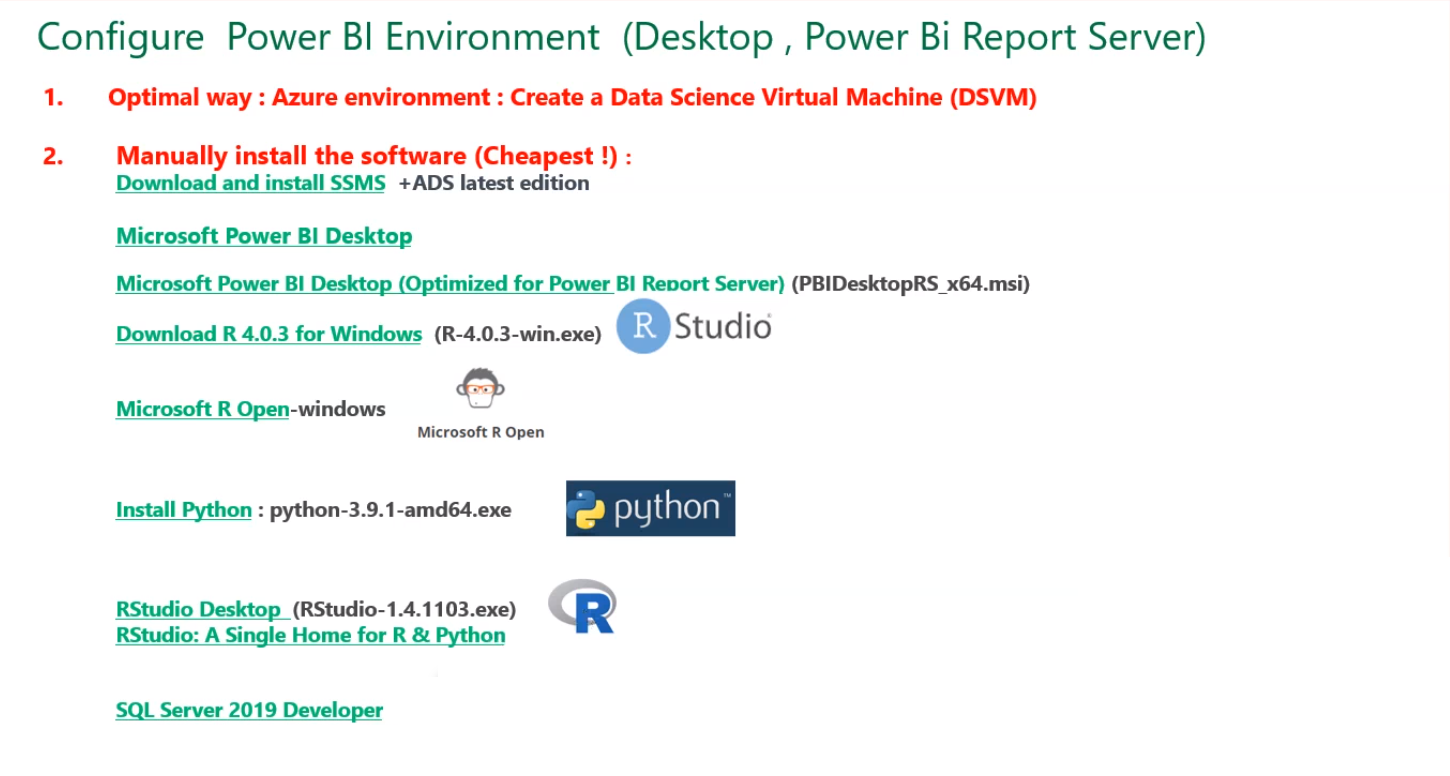 Configure Power BI Environment (Desktop , Power Bi Report Server)
1. Optimal way : Azure environment : Create a Data Science Virtual Machine (DSVM)
2. Manually install the software (Cheapest !) :
Download and install SSMS +ADS latest edition
Microsoft Power BI Desktop
Microsoft Power BI Desktop (Optimized for Power BI Report Server) (PBIDesktopRS_x64.msi)
Download R 4.0.3 for Windows (R-4.0.3-win.exe) R Studio
Microsoft R Open-windows
Microsoft R Open
Install Python : python-3.9.1-amd64.exe python™
RStudio Desktop (RStudio-1.4.1103.exe) R
RStudio: A Single Home for R & Python
SQL Server 2019 Developer